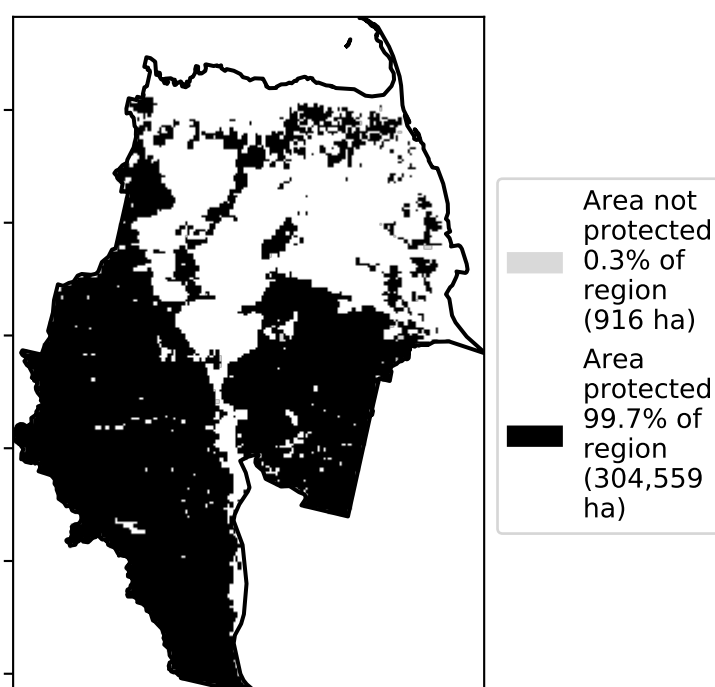 Area not
protected
0.3% of
region
(916 ha)
Area
protected
99.7% of
region
(304,559
ha)